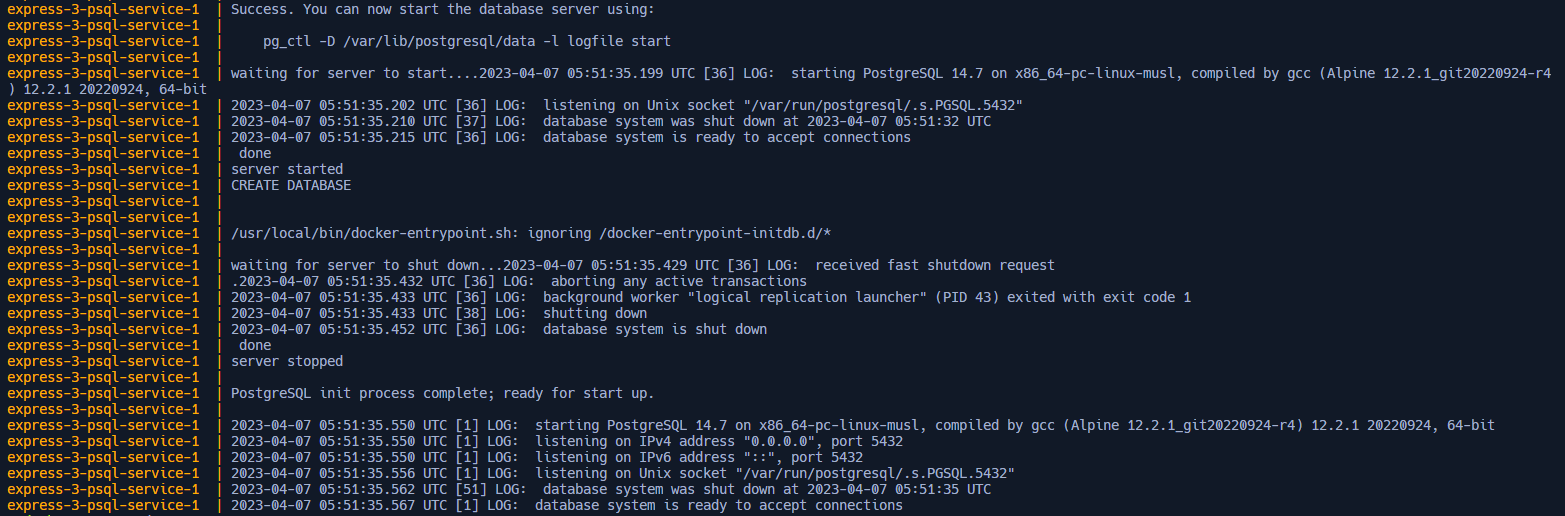 express-3-psql-service-1  | Success. You can now start the database server using:
express-3-psql-service-1  |
express-3-psql-service-1  |     pg_ctl -D /var/lib/postgresql/data -l logfile start
express-3-psql-service-1  |
express-3-psql-service-1  | waiting for server to start....2023-04-07 05:51:35.199 UTC [36] LOG:  starting PostgreSQL 14.7 on x86_64-pc-linux-musl, compiled by gcc (Alpine 12.2.1_git20220924-r4
) 12.2.1 20220924, 64-bit
express-3-psql-service-1  | 2023-04-07 05:51:35.202 UTC [36] LOG:  listening on Unix socket "/var/run/postgresql/.s.PGSQL.5432"
express-3-psql-service-1  | 2023-04-07 05:51:35.210 UTC [37] LOG:  database system was shut down at 2023-04-07 05:51:32 UTC
express-3-psql-service-1  | 2023-04-07 05:51:35.215 UTC [36] LOG:  database system is ready to accept connections
express-3-psql-service-1  |  done
express-3-psql-service-1  | server started
express-3-psql-service-1  | CREATE DATABASE
express-3-psql-service-1  |
express-3-psql-service-1  |
express-3-psql-service-1  | /usr/local/bin/docker-entrypoint.sh: ignoring /docker-entrypoint-initdb.d/*
express-3-psql-service-1  |
express-3-psql-service-1  | waiting for server to shut down...2023-04-07 05:51:35.429 UTC [36] LOG:  received fast shutdown request
express-3-psql-service-1  | .2023-04-07 05:51:35.432 UTC [36] LOG:  aborting any active transactions
express-3-psql-service-1  | 2023-04-07 05:51:35.433 UTC [36] LOG:  background worker "logical replication launcher" (PID 43) exited with exit code 1
express-3-psql-service-1  | 2023-04-07 05:51:35.433 UTC [38] LOG:  shutting down
express-3-psql-service-1  | 2023-04-07 05:51:35.452 UTC [36] LOG:  database system is shut down
express-3-psql-service-1  |  done
express-3-psql-service-1  | server stopped
express-3-psql-service-1  |
express-3-psql-service-1  | PostgreSQL init process complete; ready for start up.
express-3-psql-service-1  |
express-3-psql-service-1  | 2023-04-07 05:51:35.550 UTC [1] LOG:  starting PostgreSQL 14.7 on x86_64-pc-linux-musl, compiled by gcc (Alpine 12.2.1_git20220924-r4) 12.2.1 20220924, 64-bit
express-3-psql-service-1  | 2023-04-07 05:51:35.550 UTC [1] LOG:  listening on IPv4 address "0.0.0.0", port 5432
express-3-psql-service-1  | 2023-04-07 05:51:35.550 UTC [1] LOG:  listening on IPv6 address "::", port 5432
express-3-psql-service-1  | 2023-04-07 05:51:35.556 UTC [1] LOG:  listening on Unix socket "/var/run/postgresql/.s.PGSQL.5432"
express-3-psql-service-1  | 2023-04-07 05:51:35.562 UTC [51] LOG:  database system was shut down at 2023-04-07 05:51:35 UTC
express-3-psql-service-1  | 2023-04-07 05:51:35.567 UTC [1] LOG:  database system is ready to accept connections